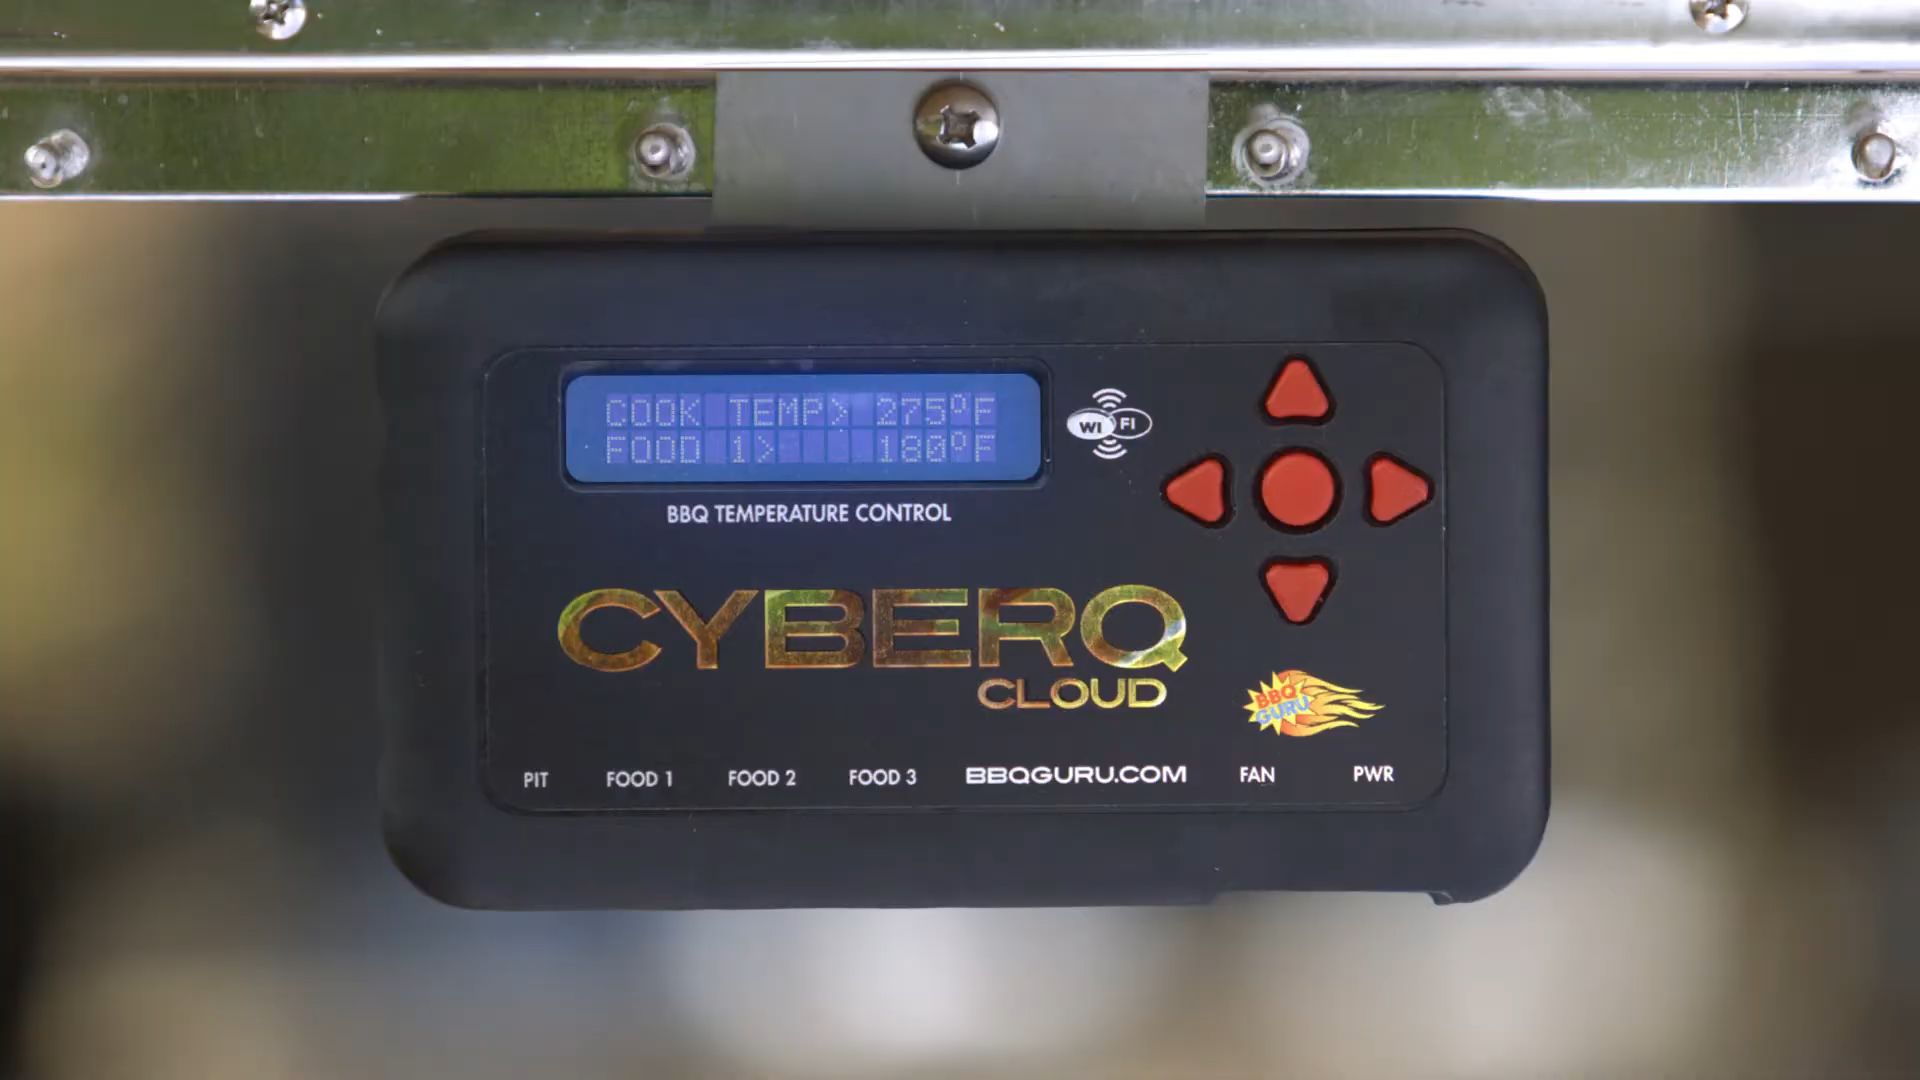 COOK TEMP> 275°F
FOOD 1> 180°F
WI FI
BBQ TEMPERATURE CONTROL
CYBERQ
CLOUD
BBQ
GURU
PIT FOOD 1 FOOD 2 FOOD 3 BBQGURU.COM FAN PWR